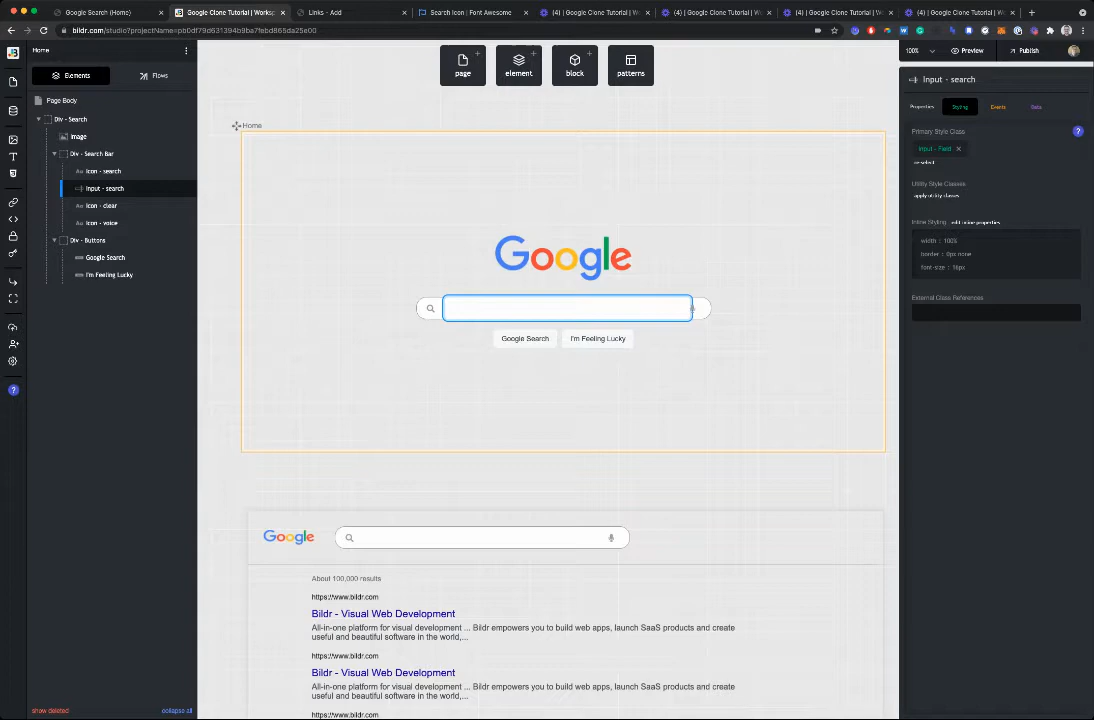 Google Search (Home)
Google Clone Tutorial | Works
Links - Add
Search Icon | Font Awesome
(4) | Google Clone Tutorial | W
(4) | Google Clone Tutorial | W
(4) | Google Clone Tutorial | W
(4) | Google Clone Tutorial | W
bildr.com/studio?projectName=pb0df79d631394b9ba7febd865da25e00
Home
Elements
Flows
Page Body
Div - Search
Image
Div - Search Bar
Icon - search
Input - search
Icon - clear
Icon - voice
Div - Buttons
Google Search
I'm Feeling Lucky
show deleted
collapse all
page
element
block
patterns
Home
Google
Google Search
I'm Feeling Lucky
Google
About 100,000 results
https://www.bildr.com
Bildr - Visual Web Development
All-in-one platform for visual development ... Bildr empowers you to build web apps, launch SaaS products and create
useful and beautiful software in the world,...
https://www.bildr.com
Bildr - Visual Web Development
All-in-one platform for visual development ... Bildr empowers you to build web apps, launch SaaS products and create
useful and beautiful software in the world,...
https://www.bildr.com
100%
Preview
Publish
Input - search
Properties
Styling
Events
Data
Primary Style Class
Input - Field
re-select
Utility Style Classes
apply utility classes
Inline Styling
edit inline properties
width : 100%
border : 0px none
font-size : 16px
External Class References